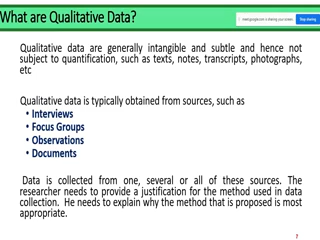 What are Qualitative Data?
Stop sharing
Qualitative data are generally intangible and subtle and hence not
subject to quantification, such as texts, notes, transcripts, photographs,
etc
Qualitative data is typically obtained from sources, such as
• Interviews
• Focus Groups
• Observations
• Documents
Data is collected from one, several or all of these sources. The
researcher needs to provide a justification for the method used in data
collection. He needs to explain why the method that is proposed is most
appropriate.
7